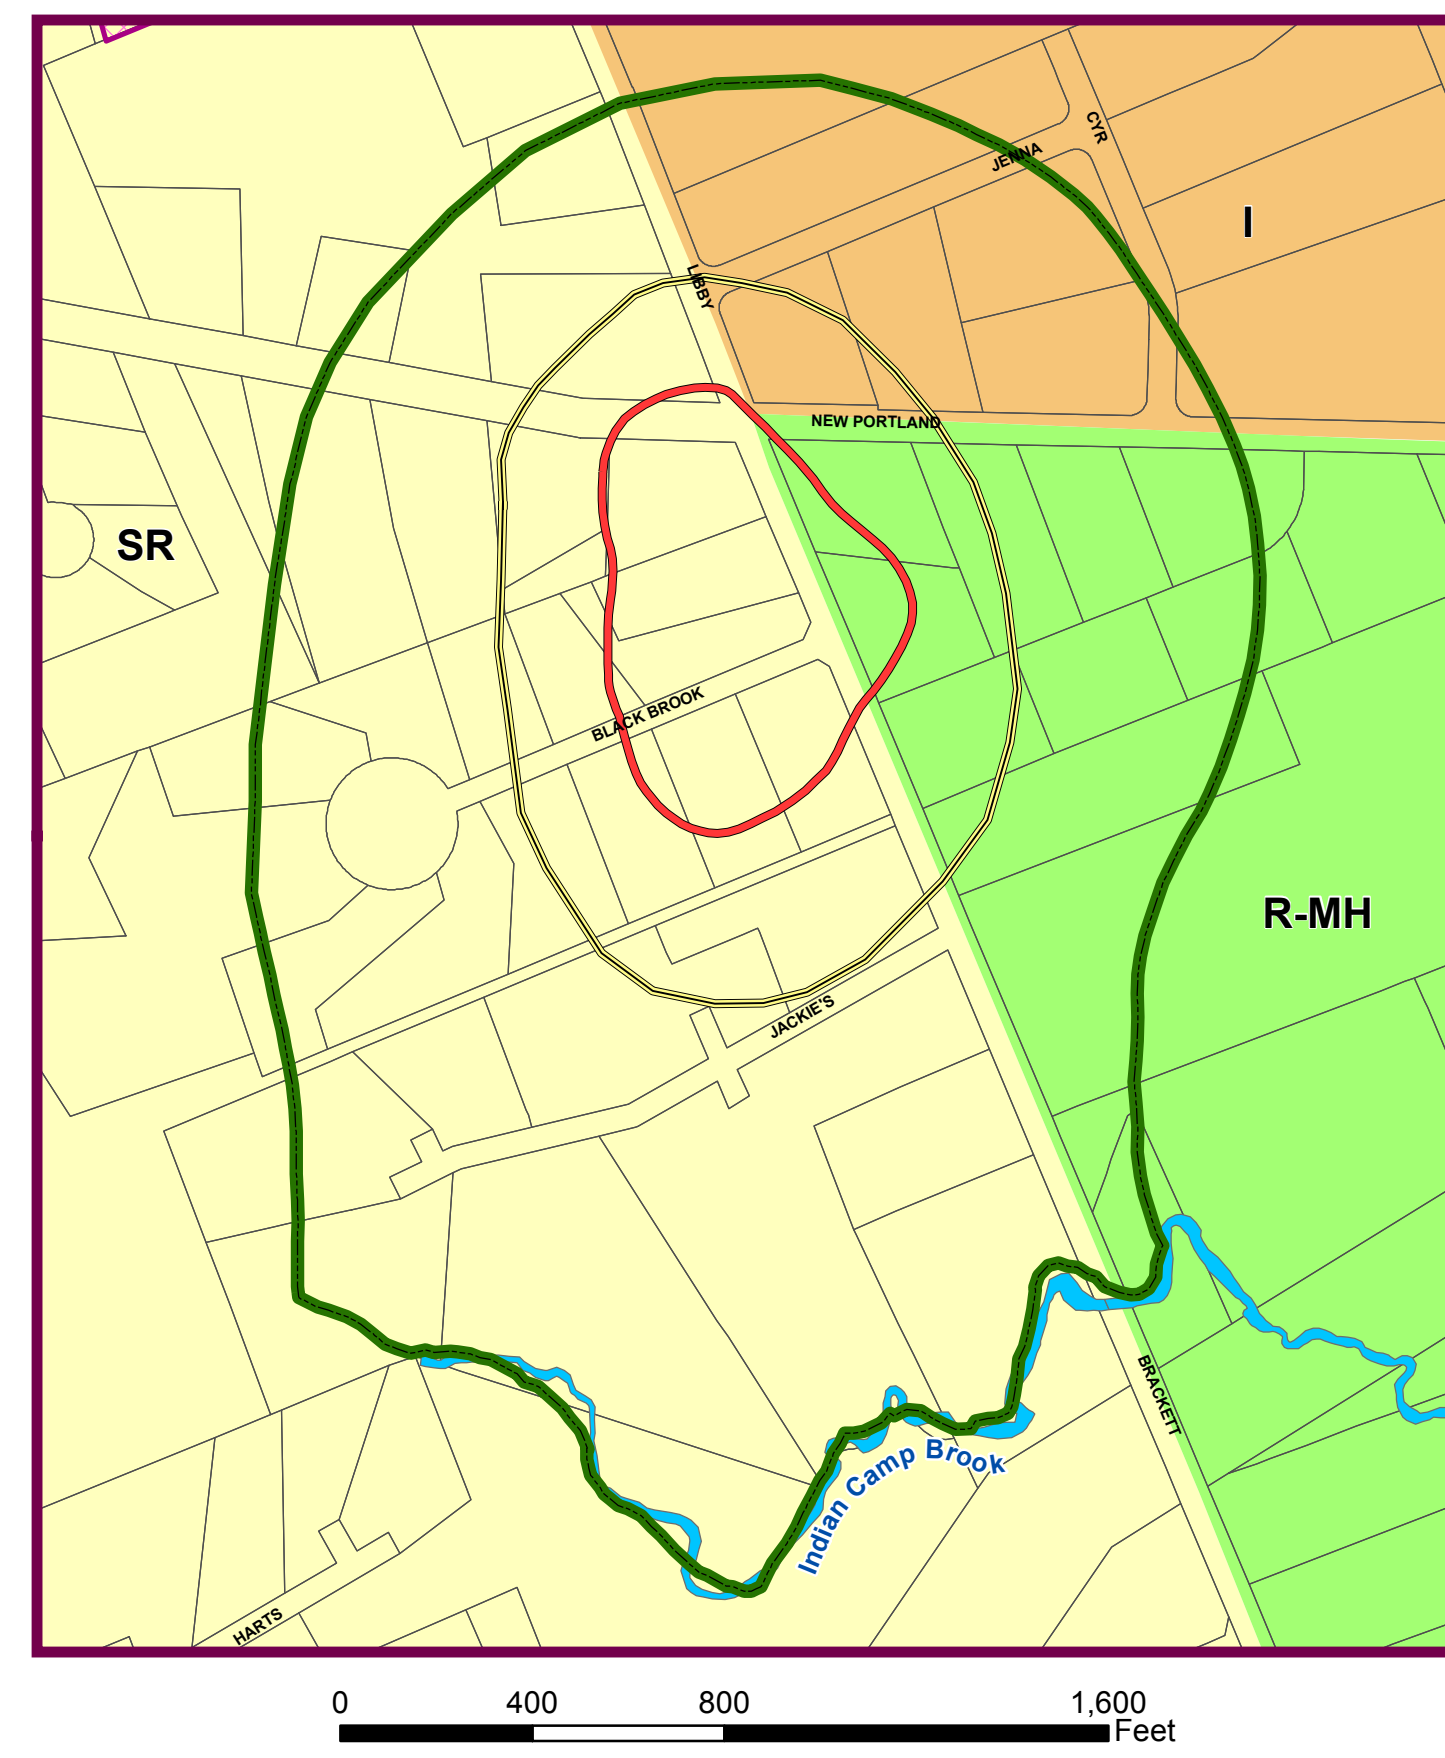 CYR
JENNA
I
LIBBY
NEW PORTLAND
SR
BLACK BROOK
R-MH
JACKIE'S
BRACKETT
Indian Camp Brook
HARTS
0 400 800 1,600
Feet